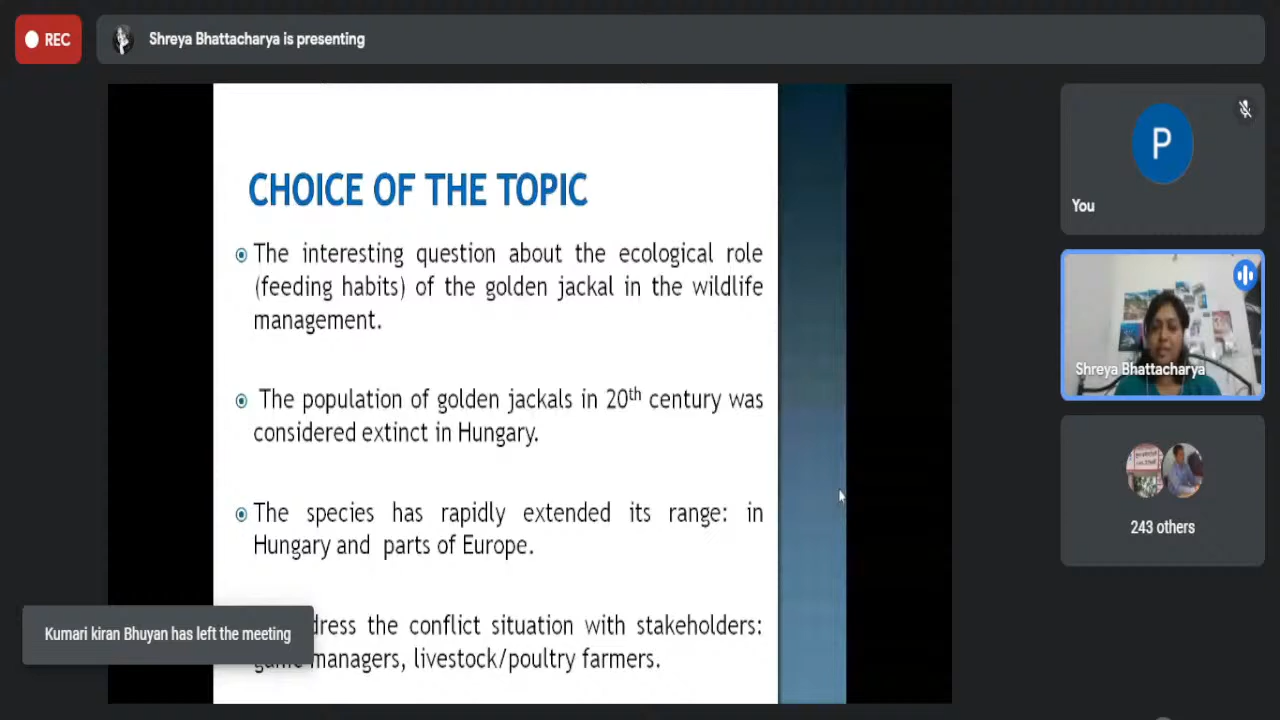 REC
Shreya Bhattacharya is presenting
CHOICE OF THE TOPIC
The interesting question about the ecological role
(feeding habits) of the golden jackal in the wildlife
management.
The population of golden jackals in 20th century was
considered extinct in Hungary.
The species has rapidly extended its range: in
Hungary and parts of Europe.
the conflict situation with stakeholders:
managers, livestock/poultry farmers.
Kumari kiran Bhuyan has left the meeting
P
You
Shreya Bhattacharya
243 others